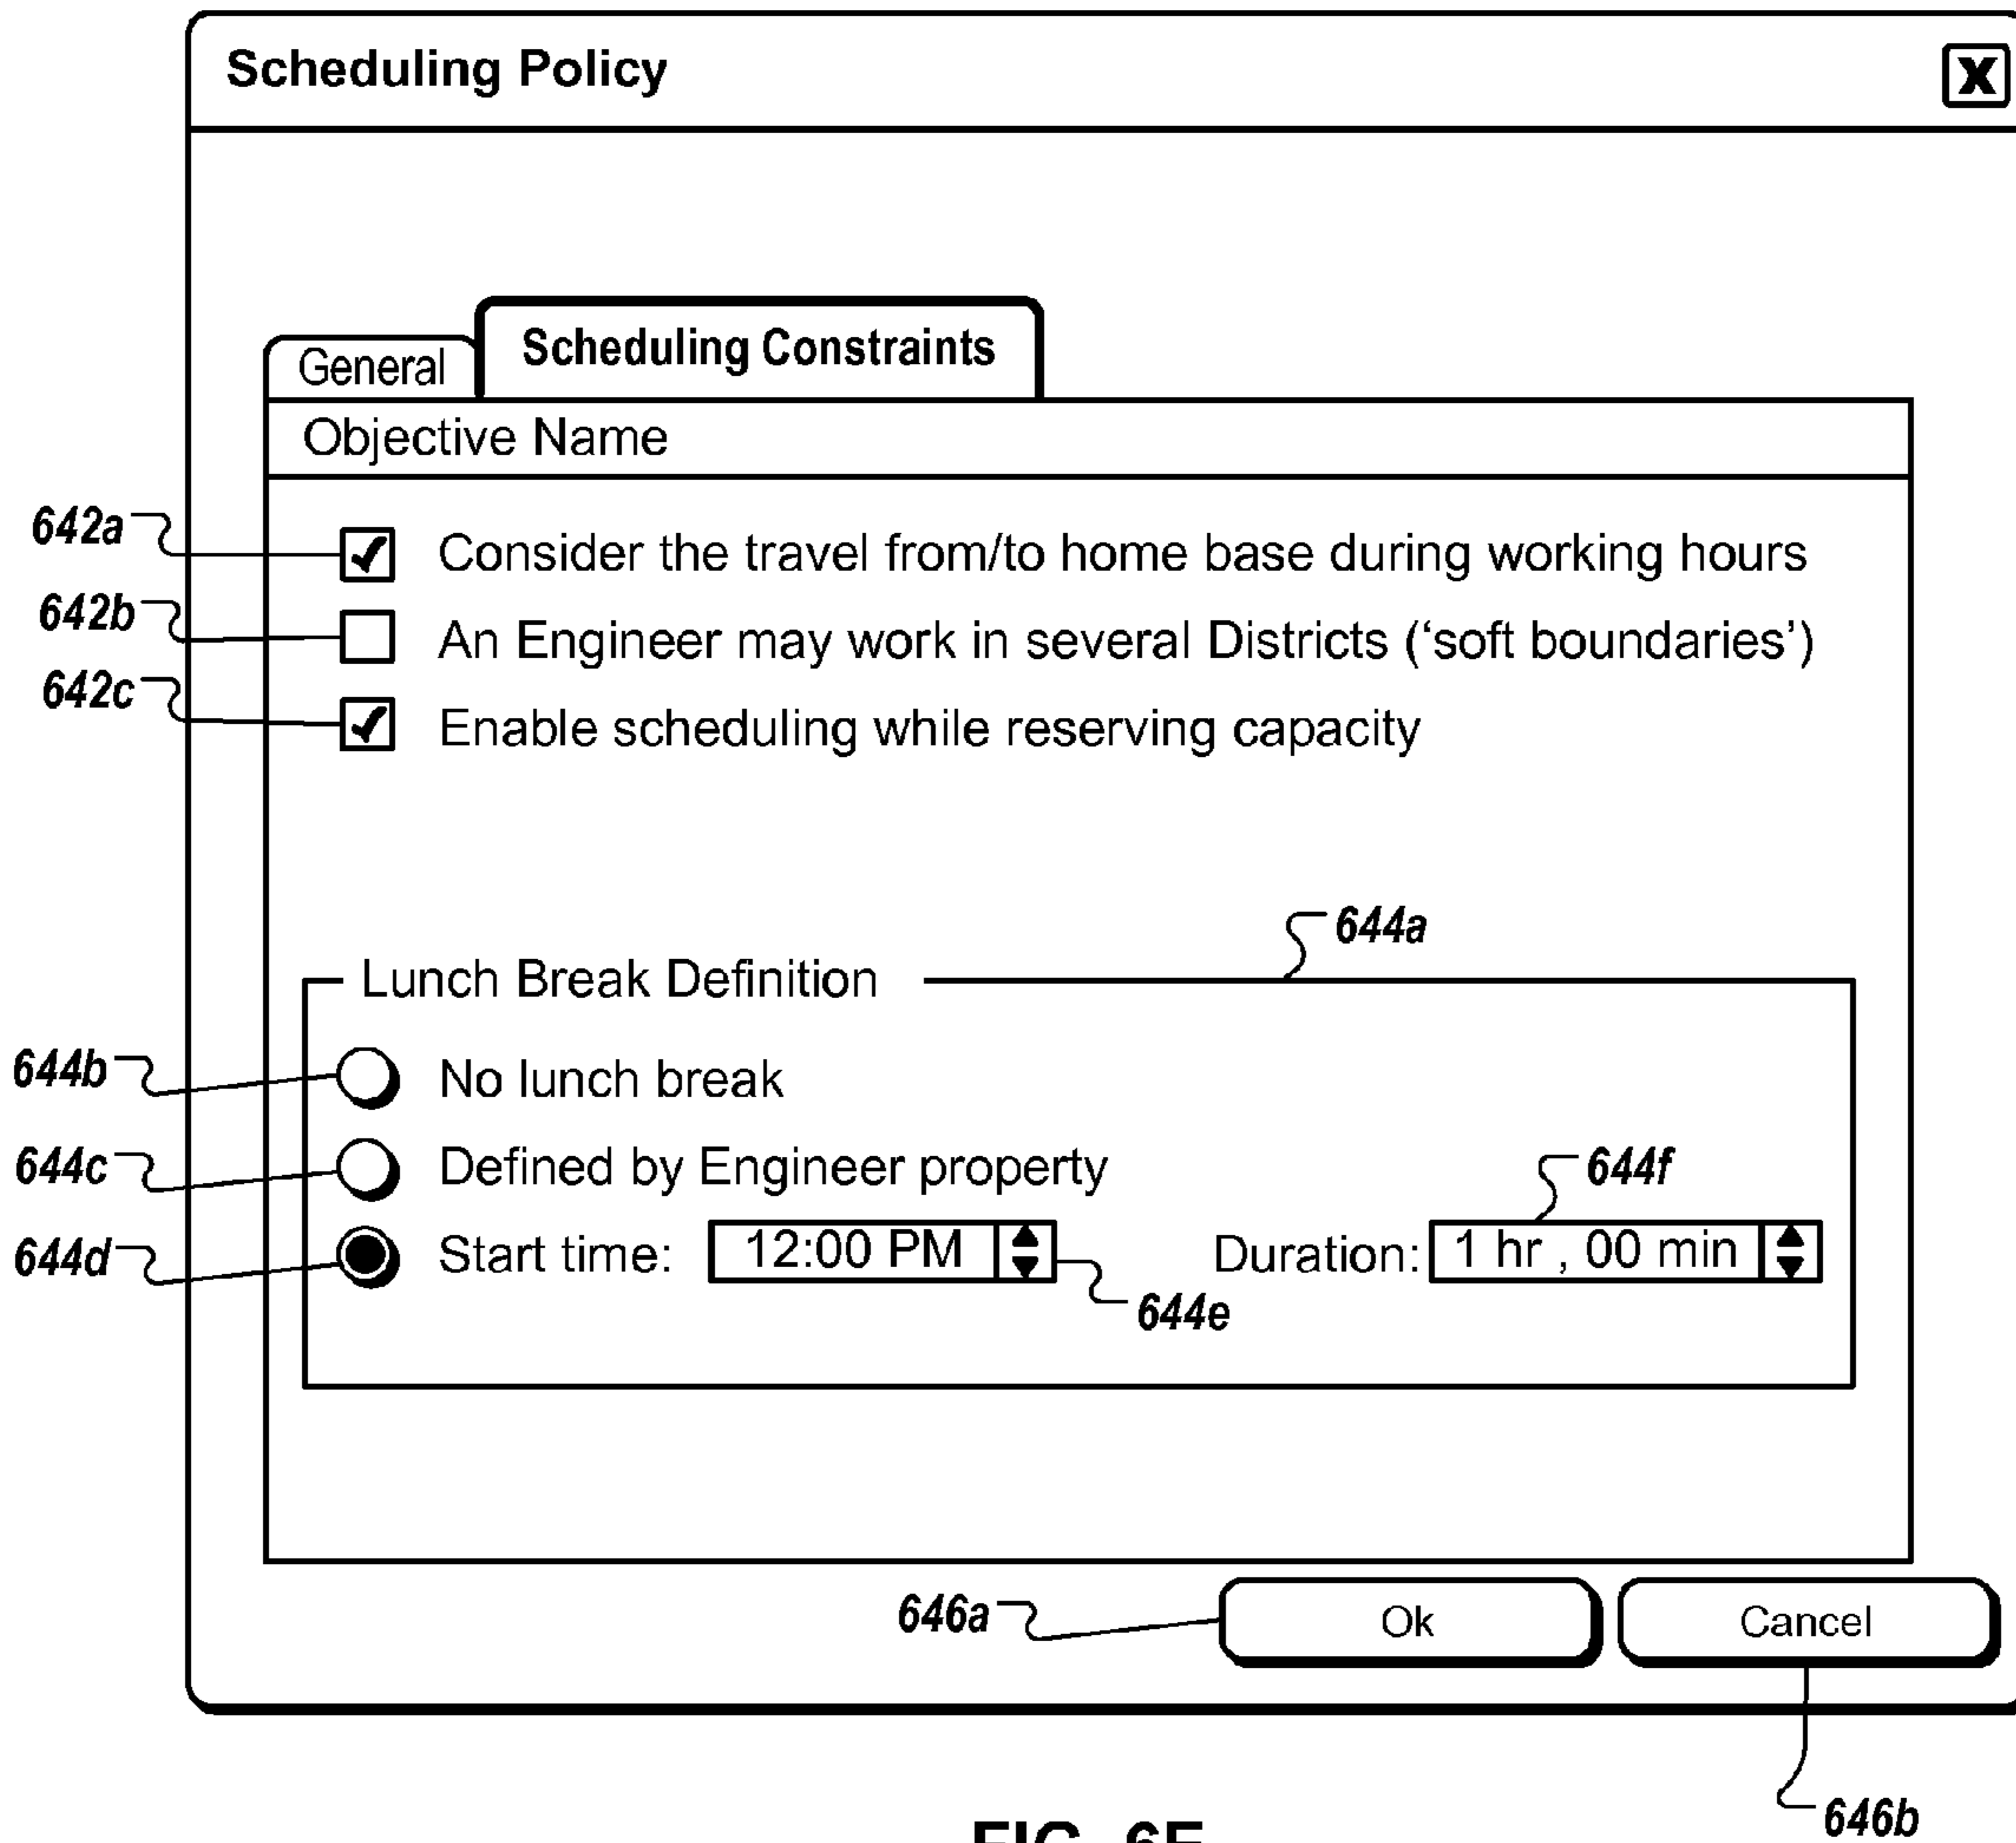 Scheduling Policy
X
General
Scheduling Constraints
Objective Name
642a
Consider the travel from/to home base during working hours
642b
An Engineer may work in several Districts (‘soft boundaries’)
642c
Enable scheduling while reserving capacity
644a
Lunch Break Definition
644b
No lunch break
644c
Defined by Engineer property
644f
644d
Start time: 12:00 PM Duration: 1 hr , 00 min
644e
646a
Ok Cancel
646b
FIG.